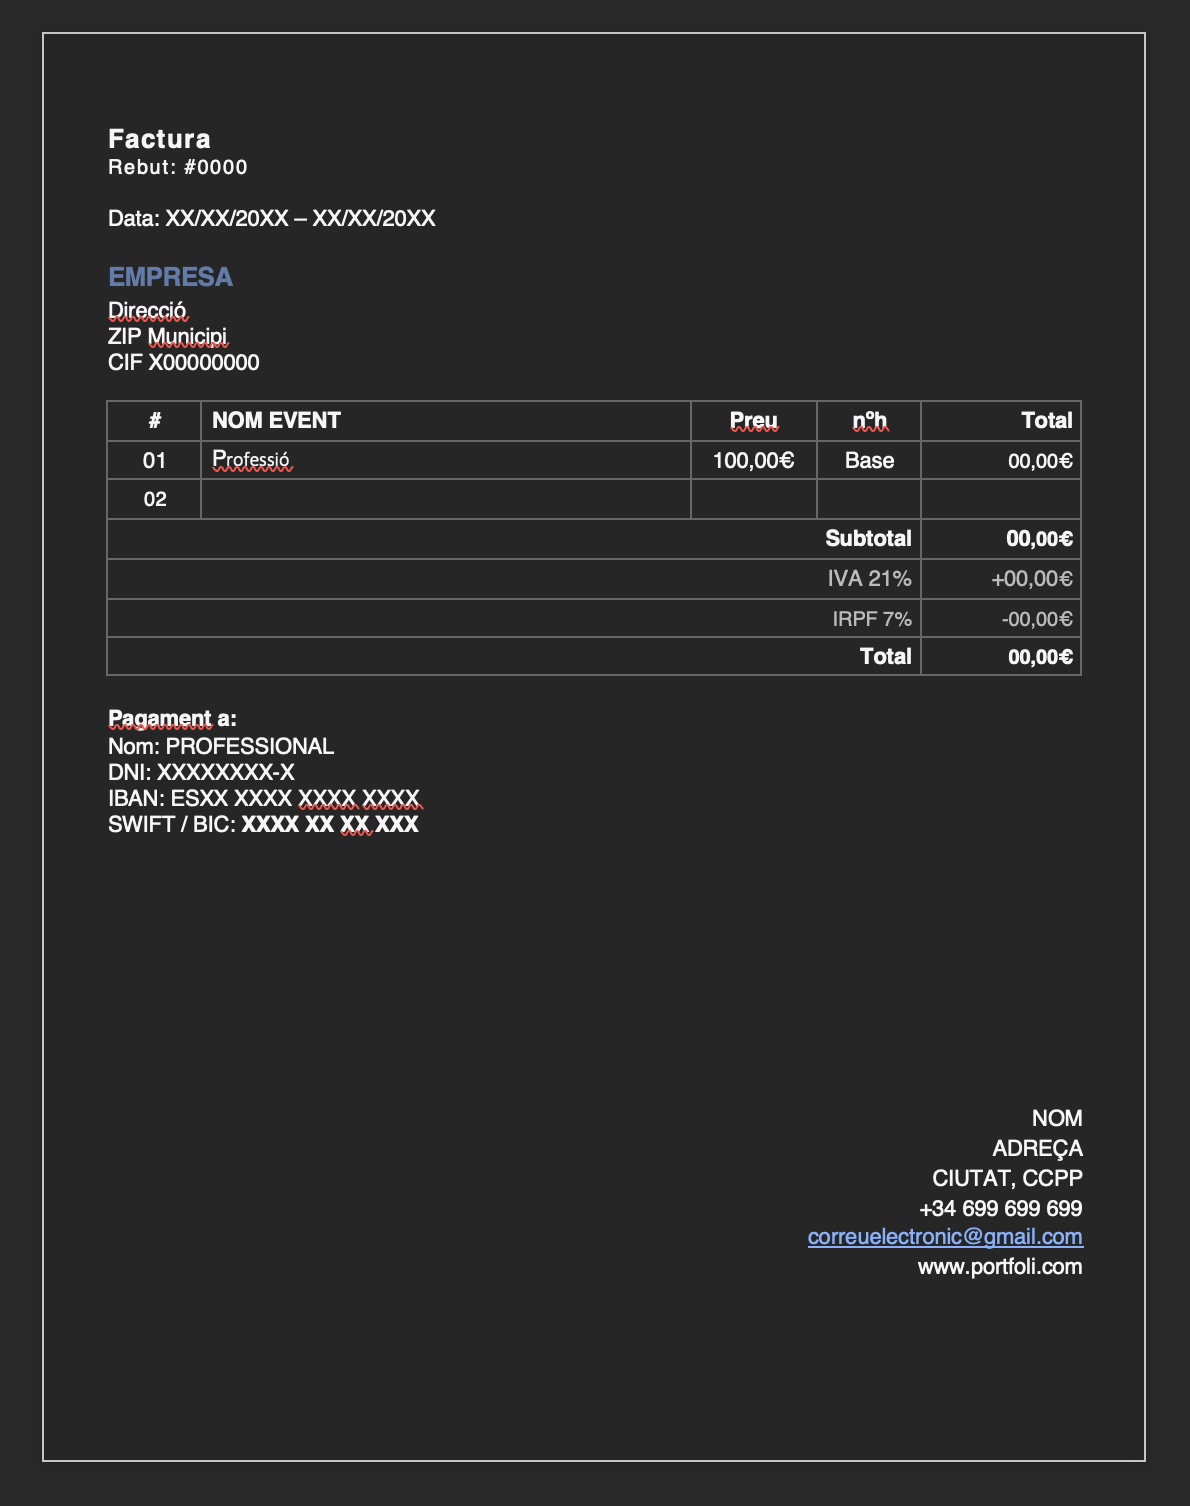 Factura
Rebut: #0000
Data: XX/XX/20XX – XX/XX/20XX
EMPRESA
Direcció
ZIP Municipi
CIF X00000000
# NOM EVENT Preu nºh Total
01 Professió 100,00€ Base 00,00€
02
Subtotal 00,00€
IVA 21% +00,00€
IRPF 7% -00,00€
Total 00,00€
Pagament a:
Nom: PROFESSIONAL
DNI: XXXXXXXX-X
IBAN: ESXX XXXX XXXX XXXX
SWIFT / BIC: XXXX XX XX XXX
NOM
ADREÇA
CIUTAT, CCPP
+34 699 699 699
correuelectronic@gmail.com
www.portfoli.com